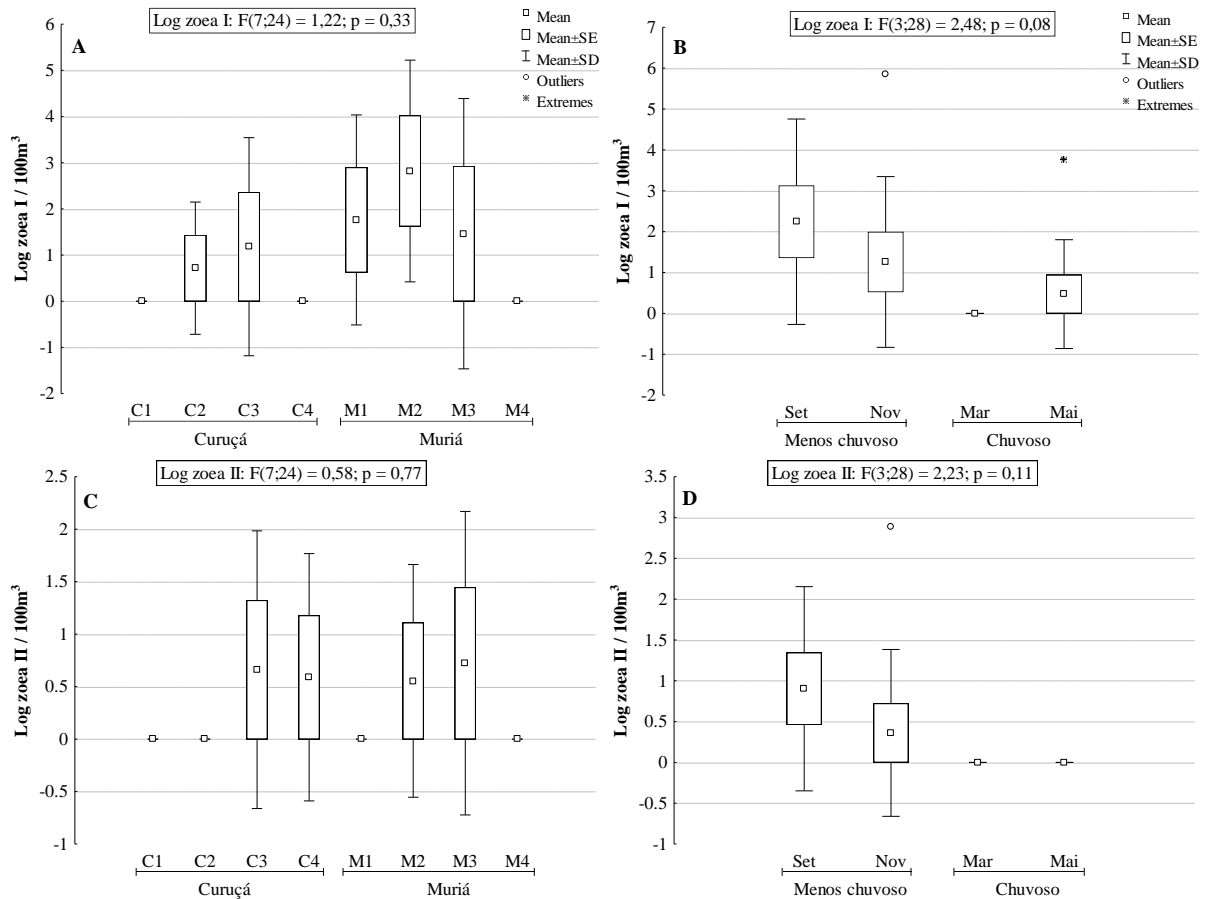 Log zoea I: F(7;24) = 1,22; p = 0,33
A
Mean
Mean±SE
Mean±SD
Outliers
Extremes
Log zoea I / 100m³
6
5
4
3
2
1
0
-1
-2
C1 C2 C3 C4 M1 M2 M3 M4
Curuçá Muriá
Log zoea I: F(3;28) = 2,48; p = 0,08
B
Mean
Mean±SE
Mean±SD
Outliers
Extremes
Log zoea I / 100m³
7
6
5
4
3
2
1
0
-1
-2
Set Nov Mar Mai
Menos chuvoso Chuvoso
Log zoea II: F(7;24) = 0,58; p = 0,77
C
Log zoea II / 100m³
2.5
2
1.5
1
0.5
0
-0.5
-1
C1 C2 C3 C4 M1 M2 M3 M4
Curuçá Muriá
Log zoea II: F(3;28) = 2,23; p = 0,11
D
Log zoea II / 100m³
3.5
3
2.5
2
1.5
1
0.5
0
-0.5
-1
Set Nov Mar Mai
Menos chuvoso Chuvoso